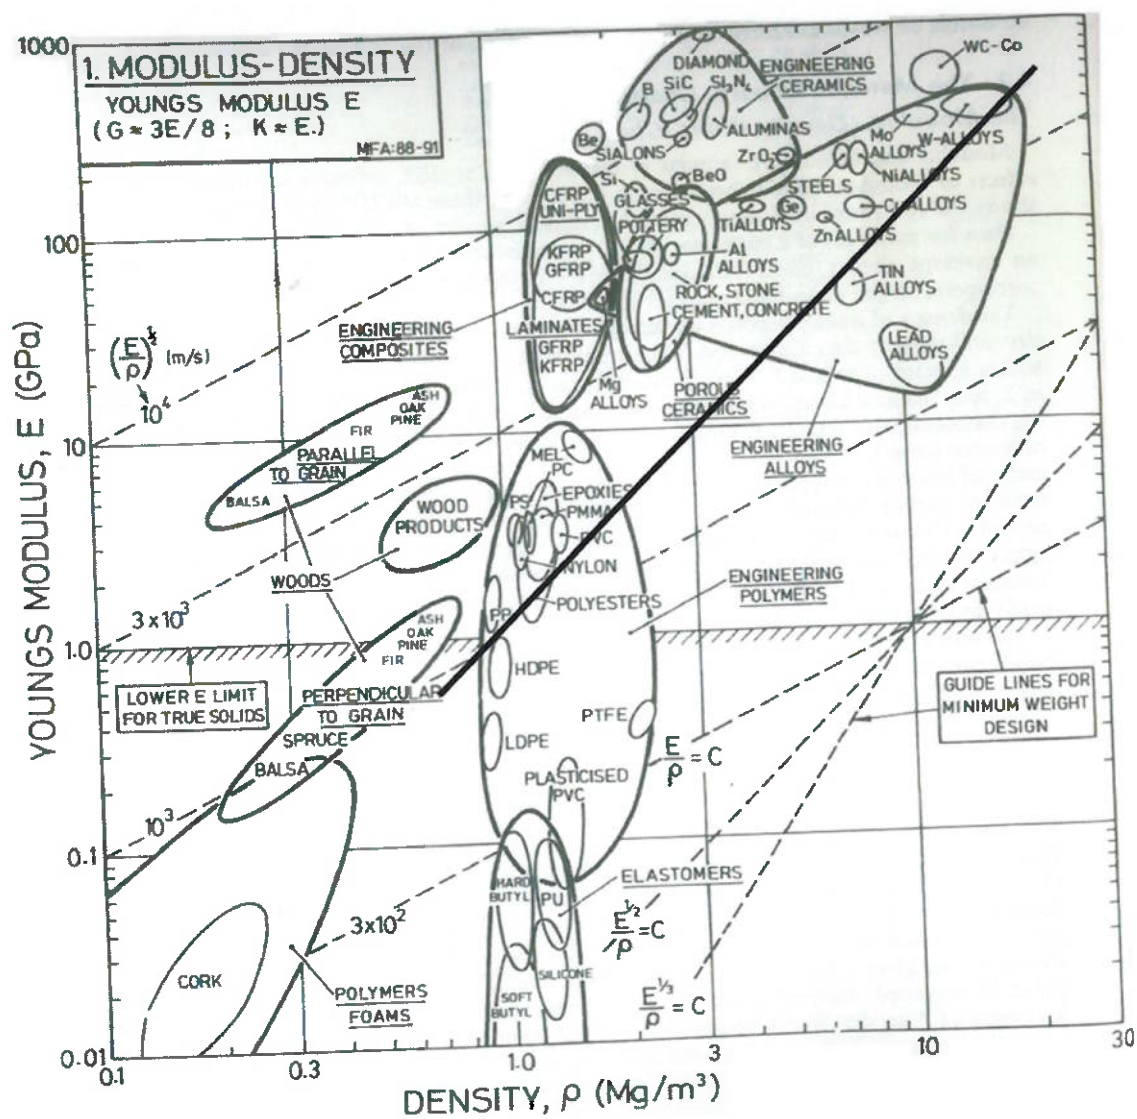 1. MODULUS-DENSITY
YOUNGS MODULUS E
(G ≈ 3E/8 ; K ≈ E.)
MFA:88-91
1000
100
10
1.0
0.1
0.01
YOUNGS MODULUS, E (GPa)
DIAMOND
B
SiC
Si3N4
ENGINEERING
CERAMICS
WC-Co
Be
ALUMINAS
SIALONS
Mo
ALLOYS
W-ALLOYS
ZrO2
BeO
STEELS
Ni ALLOYS
Si
GLASSES
Ge
Cu ALLOYS
Ti ALLOYS
Zn ALLOYS
POTTERY
Al
ALLOYS
CFRP
UNI-PLY
KFRP
GFRP
CFRP
LAMINATES
GFRP
KFRP
ROCK, STONE
CEMENT, CONCRETE
TIN
ALLOYS
LEAD
ALLOYS
Mg
ALLOYS
POROUS
CERAMICS
ENGINEERING
COMPOSITES
ENGINEERING
ALLOYS
(E/ρ)^½ (m/s)
10⁴
ASH
OAK
PINE
FIR
PARALLEL
TO GRAIN
BALSA
WOOD
PRODUCTS
WOODS
3×10³
MEL
PC
EPOXIES
PS
PMMA
PVC
NYLON
PP
POLYESTERS
ENGINEERING
POLYMERS
ASH
OAK
PINE
FIR
LOWER E LIMIT
FOR TRUE SOLIDS
PERPENDICULAR
TO GRAIN
SPRUCE
BALSA
HDPE
LDPE
PTFE
PLASTICISED
PVC
GUIDE LINES FOR
MINIMUM WEIGHT
DESIGN
E/ρ = C
10³
HARD
BUTYL
PU
ELASTOMERS
3×10²
E^½/ρ = C
SILICONE
SOFT
BUTYL
E^⅓/ρ = C
CORK
POLYMERS
FOAMS
0.1
0.3
1.0
3
10
30
DENSITY, ρ (Mg/m³)